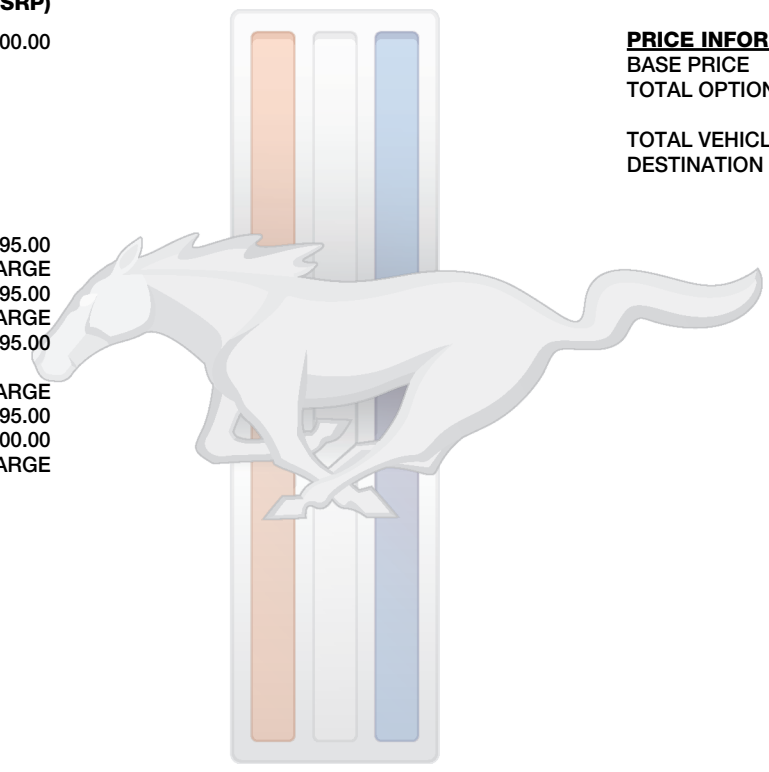 SRP)
00.00
95.00
ARGE
95.00
ARGE
95.00
ARGE
95.00
00.00
ARGE
PRICE INFOR
BASE PRICE
TOTAL OPTION
TOTAL VEHICL
DESTINATION